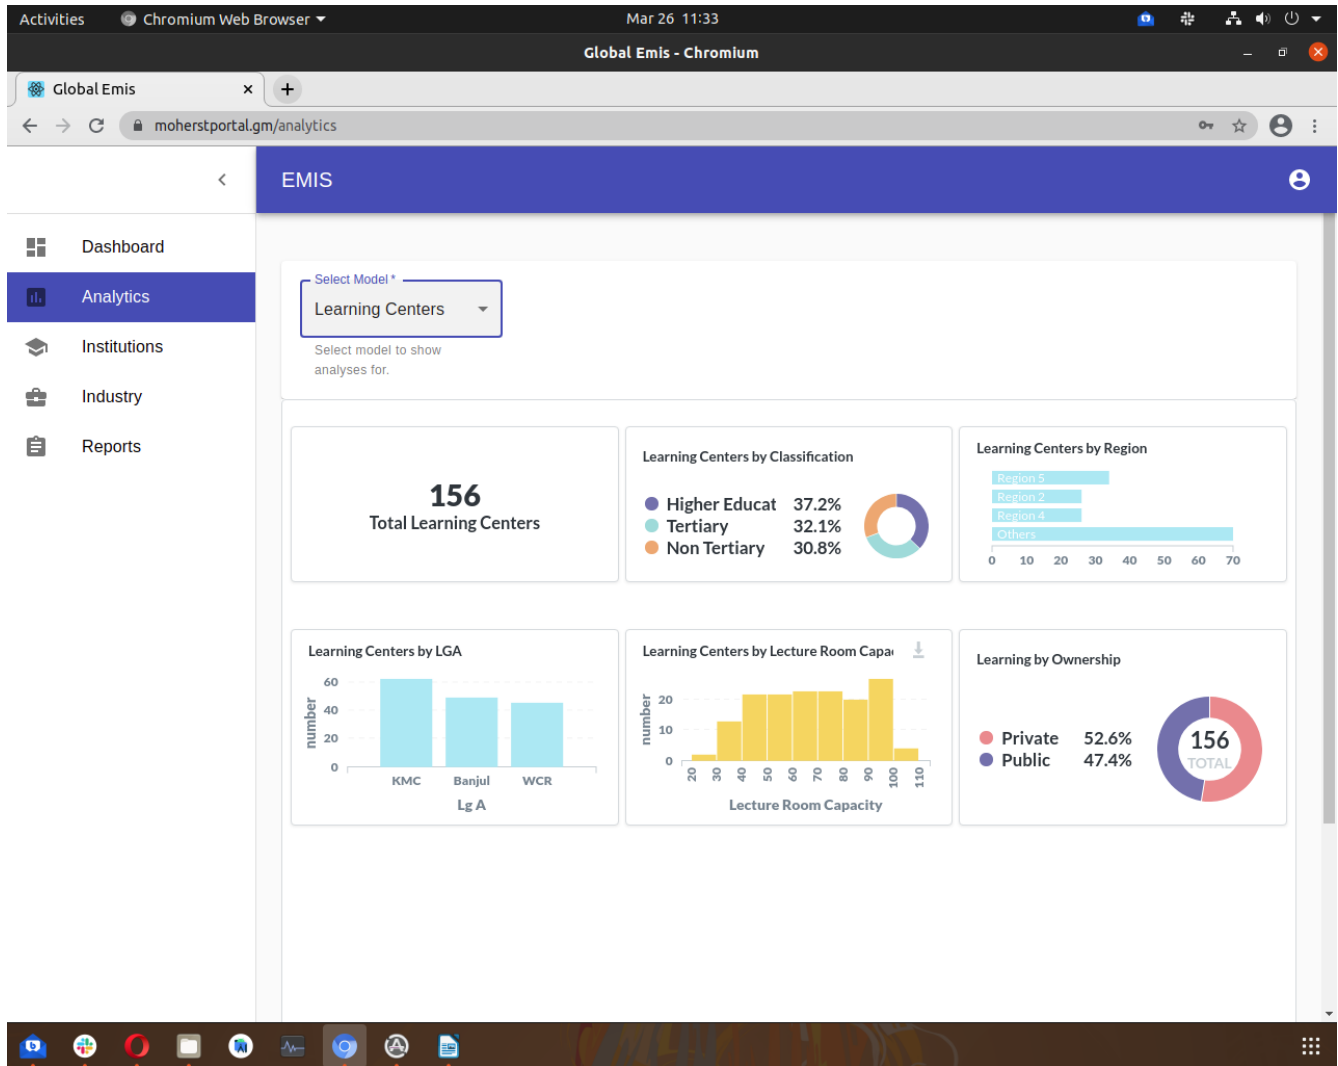 Activities Chromium Web Browser Mar 26 11:33
Global Emis - Chromium
Global Emis
moherstportal.gm/analytics
EMIS
Dashboard
Analytics
Institutions
Industry
Reports
Select Model *
Learning Centers
Select model to show
analyses for.
156
Total Learning Centers
Learning Centers by Classification
Higher Educat 37.2%
Tertiary 32.1%
Non Tertiary 30.8%
Learning Centers by Region
Region 5
Region 2
Region 4
Others
0 10 20 30 40 50 60 70
Learning Centers by LGA
number
60
40
20
0
KMC Banjul WCR
Lg A
Learning Centers by Lecture Room Capa
number
20
10
0
20 30 40 50 60 70 80 90 100 110
Lecture Room Capacity
Learning by Ownership
Private 52.6%
Public 47.4%
156
TOTAL